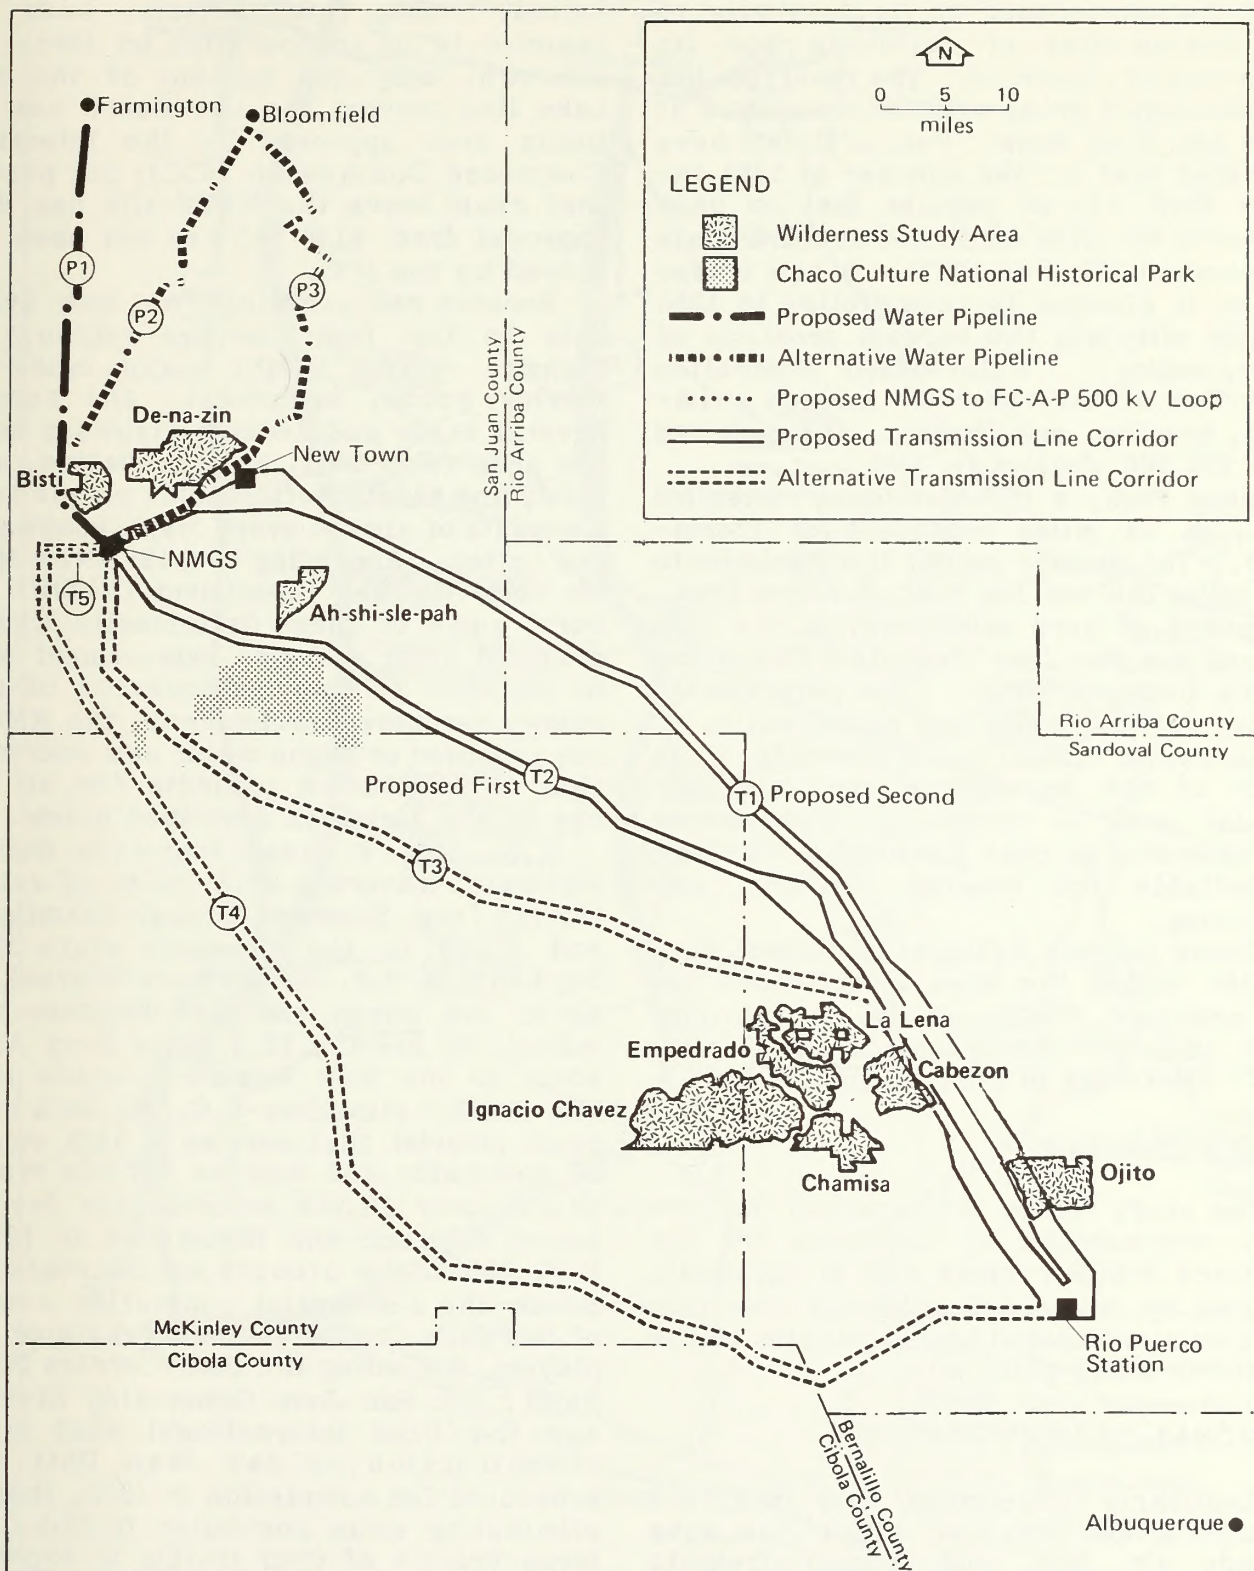 N
0 5 10
miles
LEGEND
Wilderness Study Area
Chaco Culture National Historical Park
Proposed Water Pipeline
Alternative Water Pipeline
Proposed NMGS to FC-A-P 500 kV Loop
Proposed Transmission Line Corridor
Alternative Transmission Line Corridor
Farmington
Bloomfield
P1
P2
P3
San Juan County
Rio Arriba County
De-na-zin
New Town
Bisti
NMGS
T5
Ah-shi-sle-pah
Rio Arriba County
Sandoval County
Proposed First
T2
T1
Proposed Second
T3
T4
La Lena
Empedrado
Cabezon
Ignacio Chavez
Chamisa
Ojito
McKinley County
Cibola County
Rio Puerco
Station
Bernalillo County
Cibola County
Albuquerque